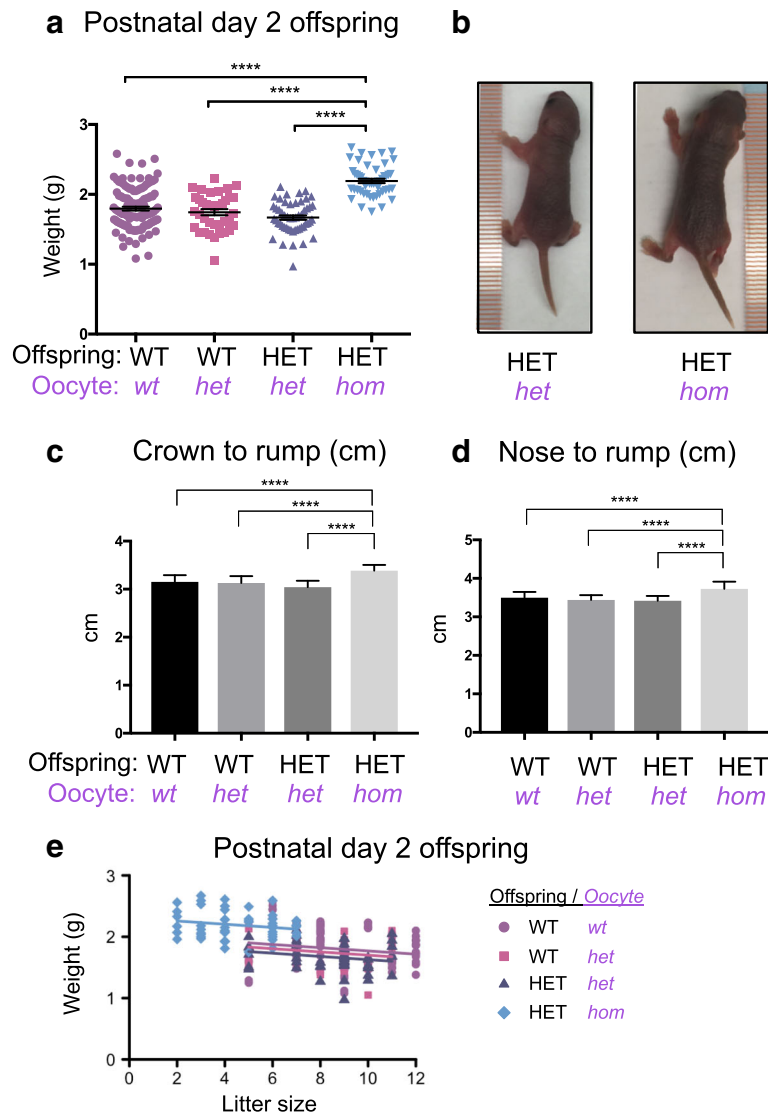 a Postnatal day 2 offspring
****
****
****
3
2
1
0
Weight (g)
Offspring: WT WT HET HET
Oocyte: wt het het hom
b
HET HET
het hom
c Crown to rump (cm)
****
****
****
4
3
2
1
0
cm
Offspring: WT WT HET HET
Oocyte: wt het het hom
d Nose to rump (cm)
****
****
****
5
4
3
2
1
0
cm
WT WT HET HET
wt het het hom
e Postnatal day 2 offspring
3
2
1
0
Weight (g)
0 2 4 6 8 10 12
Litter size
Offspring / Oocyte
WT wt
WT het
HET het
HET hom